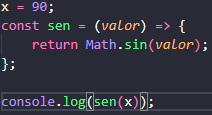 x = 90;
const sen = (valor) => {
    return Math.sin(valor);
};

console.log(sen(x));